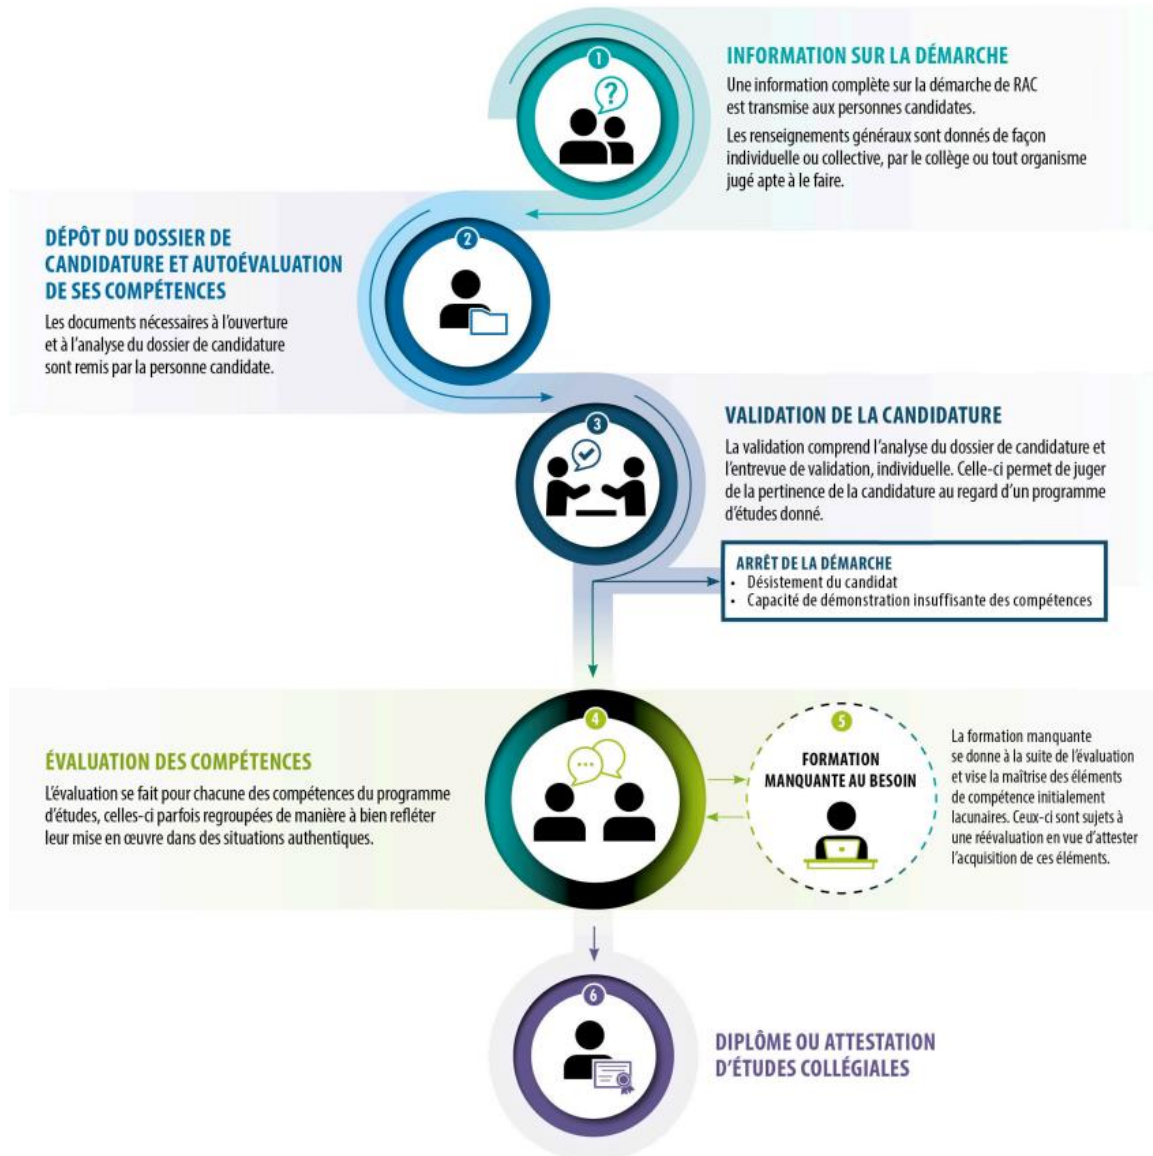 1
?
INFORMATION SUR LA DÉMARCHE
Une information complète sur la démarche de RAC
est transmise aux personnes candidates.
Les renseignements généraux sont donnés de façon
individuelle ou collective, par le collège ou tout organisme
jugé apte à le faire.
2
DÉPÔT DU DOSSIER DE
CANDIDATURE ET AUTOÉVALUATION
DE SES COMPÉTENCES
Les documents nécessaires à l'ouverture
et à l'analyse du dossier de candidature
sont remis par la personne candidate.
3
VALIDATION DE LA CANDIDATURE
La validation comprend l'analyse du dossier de candidature et
l'entrevue de validation, individuelle. Celle-ci permet de juger
de la pertinence de la candidature au regard d'un programme
d'études donné.
ARRÊT DE LA DÉMARCHE
• Désistement du candidat
• Capacité de démonstration insuffisante des compétences
4
ÉVALUATION DES COMPÉTENCES
L'évaluation se fait pour chacune des compétences du programme
d'études, celles-ci parfois regroupées de manière à bien refléter
leur mise en œuvre dans des situations authentiques.
5
FORMATION
MANQUANTE AU BESOIN
La formation manquante
se donne à la suite de l'évaluation
et vise la maîtrise des éléments
de compétence initialement
lacunaires. Ceux-ci sont sujets à
une réévaluation en vue d'attester
l'acquisition de ces éléments.
6
DIPLÔME OU ATTESTATION
D'ÉTUDES COLLÉGIALES